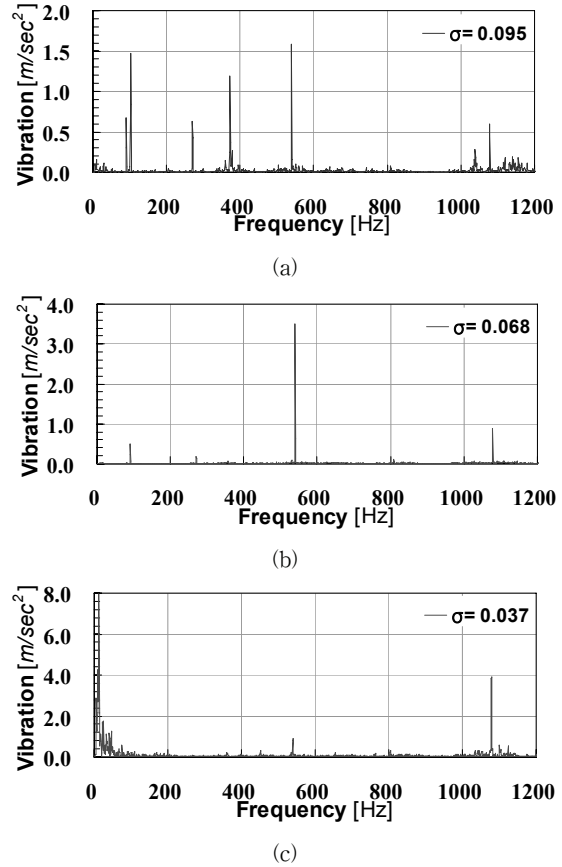 2.0
1.5
1.0
0.5
0.0
Vibration [m/sec²]
σ= 0.095
0 200 400 600 800 1000 1200
Frequency [Hz]
(a)
4.0
3.0
2.0
1.0
0.0
Vibration [m/sec²]
σ= 0.068
0 200 400 600 800 1000 1200
Frequency [Hz]
(b)
8.0
6.0
4.0
2.0
0.0
Vibration [m/sec²]
σ= 0.037
0 200 400 600 800 1000 1200
Frequency [Hz]
(c)